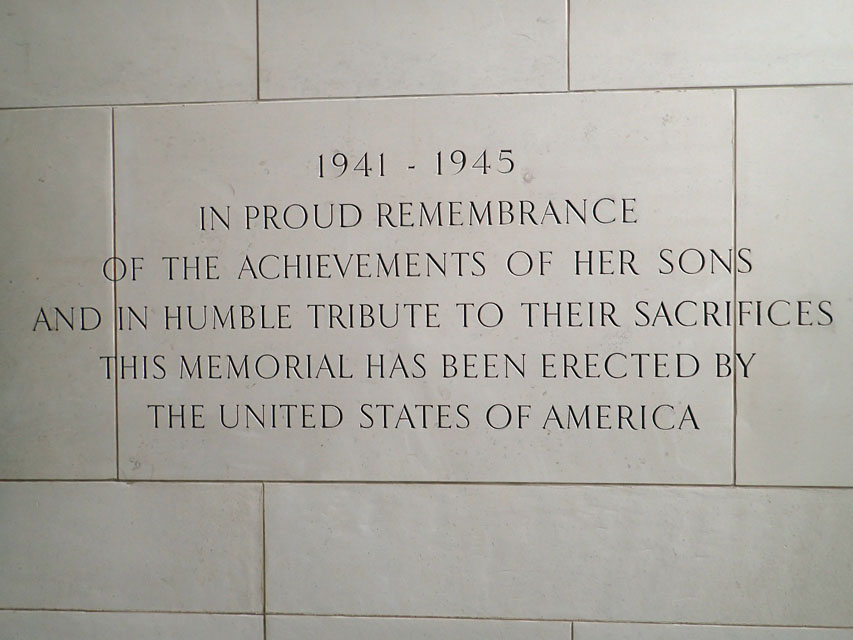 1941 - 1945
IN PROUD REMEMBRANCE
OF THE ACHIEVEMENTS OF HER SONS
AND IN HUMBLE TRIBUTE TO THEIR SACRIFICES
THIS MEMORIAL HAS BEEN ERECTED BY
THE UNITED STATES OF AMERICA